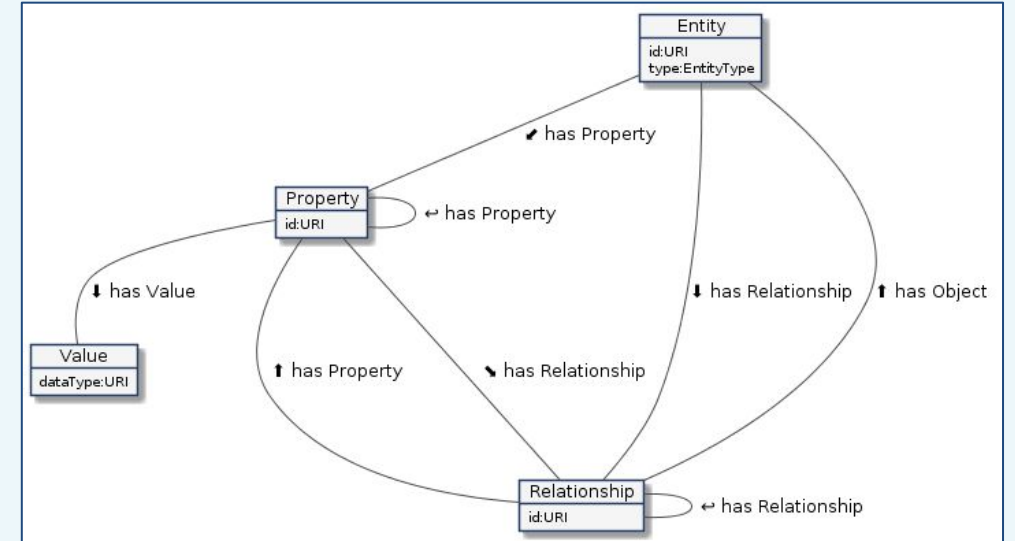 Entity
id:URI
type:EntityType
⬋ has Property
Property
id:URI
↩ has Property
⬇ has Value
⬇ has Relationship
⬆ has Object
Value
dataType:URI
⬆ has Property
⬊ has Relationship
Relationship
id:URI
↩ has Relationship